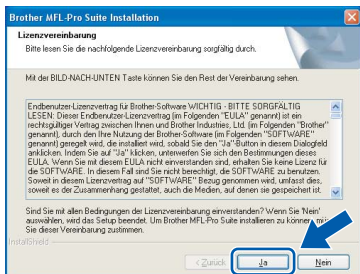 Brother MFL-Pro Suite Installation
Lizenzvereinbarung
Bitte lesen Sie die nachfolgende Lizenzvereinbarung sorgfältig durch.
Mit der BILD-NACH-UNTEN Taste können Sie den Rest der Vereinbarung sehen.
Endbenutzer-Lizenzvertrag für Brother-Software WICHTIG - BITTE SORGFÄLTIG
LESEN: Dieser Endbenutzer-Lizenzvertrag (im Folgenden "EULA" genannt) ist ein
rechtsgültiger Vertrag zwischen Ihnen und Brother Industries, Ltd. (im Folgenden "Brother"
genannt), durch den Ihre Nutzung der Brother-Software (im Folgenden "SOFTWARE"
genannt) geregelt wird, die installiert wird, sobald Sie den "Ja"-Button in diesem Dialogfeld
anklicken. Indem Sie auf "Ja" klicken, unterwerfen Sie sich den Bestimmungen dieses
EULA. Wenn Sie mit diesem EULA nicht einverstanden sind, erhalten Sie keine Lizenz für
die SOFTWARE. In diesem Fall sind Sie nicht berechtigt, die SOFTWARE zu benutzen.
Soweit in diesem Lizenzvertrag auf "SOFTWARE" Bezug genommen wird, umfasst dies,
soweit es der Zusammenhang gestattet, auch die Medien, auf denen sie gespeichert ist.
Sind Sie mit allen Bedingungen der Lizenzvereinbarung einverstanden? Wenn Sie 'Nein'
auswählen, wird das Setup beendet. Um Brother MFL-Pro Suite installieren zu können,
Sie dieser Vereinbarung zustimmen.
InstallShield
< Zurück Ja Nein